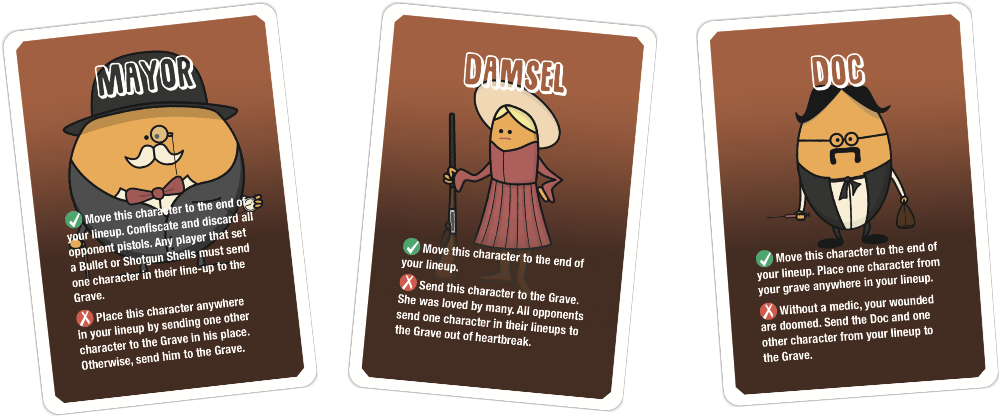 MAYOR
Move this character to the end of
your lineup. Confiscate and discard all
opponent pistols. Any player that set
a Bullet or Shotgun Shells must send
one character in their line-up to the
Grave.
X Place this character anywhere
in your lineup by sending one other
character to the Grave in his place.
Otherwise, send him to the Grave.
DAMSEL
Move this character to the end of
your lineup.
X Send this character to the Grave.
She was loved by many. All opponents
send one character in their lineups to
the Grave out of heartbreak.
DOC
Move this character to the end of
your lineup. Place one character from
your grave anywhere in your lineup.
X Without a medic, your wounded
are doomed. Send the Doc and one
other character from your lineup to
the Grave.